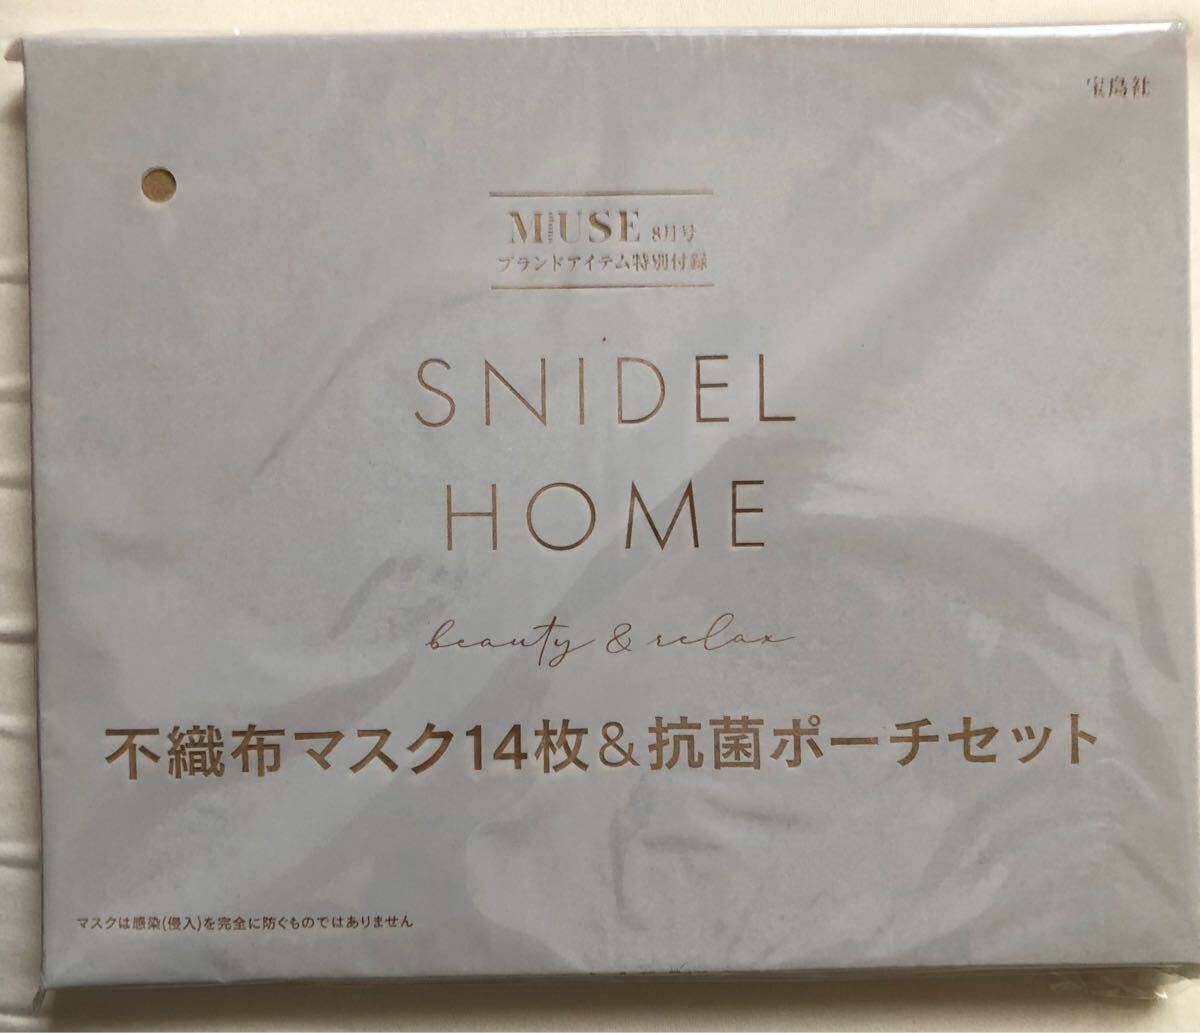 宝島社
MUSE 8月号
ブランドアイテム特別付録
SNIDEL
HOME
beauty & relax
不織布マスク14枚&抗菌ポーチセット
マスクは感染(侵入)を完全に防ぐものではありません